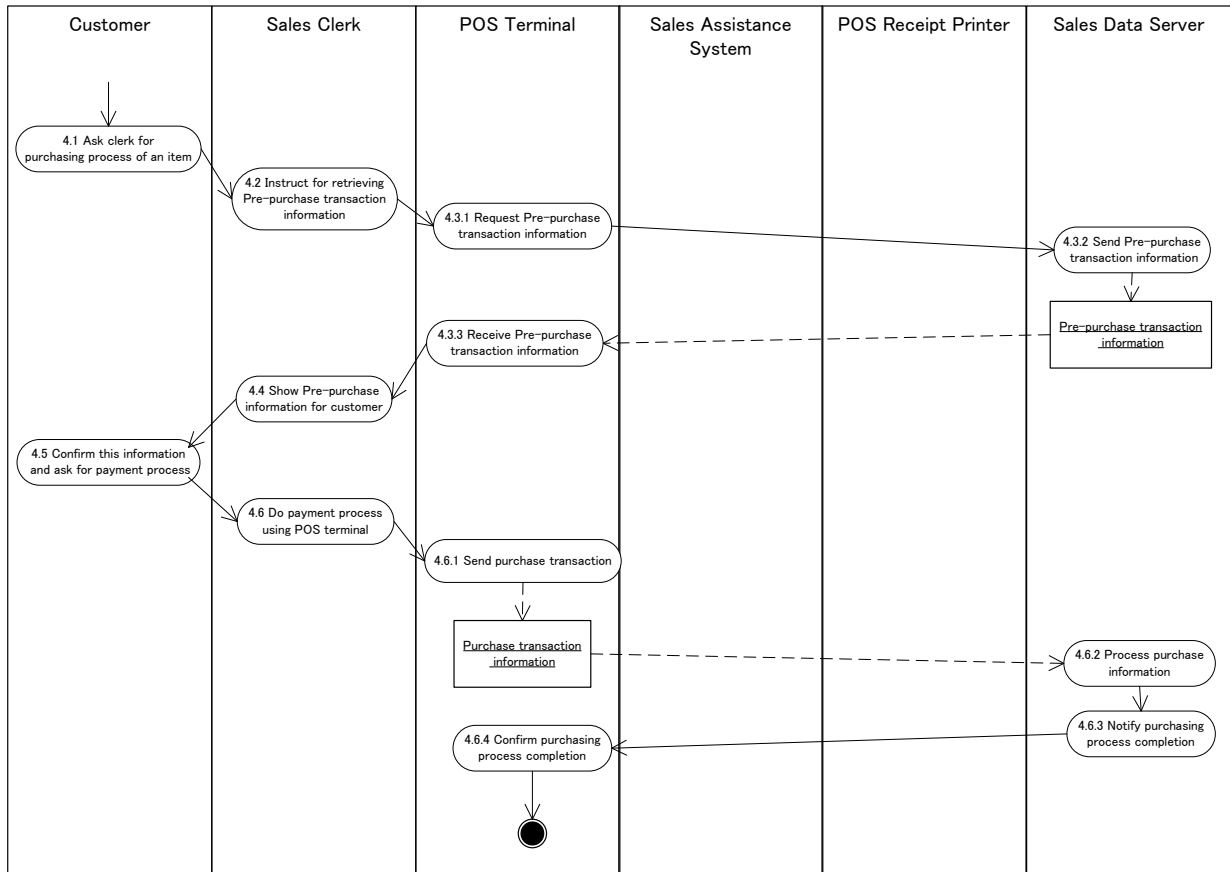 Customer
Sales Clerk
POS Terminal
Sales Assistance
System
POS Receipt Printer
Sales Data Server
4.1 Ask clerk for
purchasing process of an item
4.2 Instruct for retrieving
Pre-purchase transaction
information
4.3.1 Request Pre-purchase
transaction information
4.3.2 Send Pre-purchase
transaction information
Pre-purchase transaction
information
4.3.3 Receive Pre-purchase
transaction information
4.4 Show Pre-purchase
information for customer
4.5 Confirm this information
and ask for payment process
4.6 Do payment process
using POS terminal
4.6.1 Send purchase transaction
Purchase transaction
information
4.6.2 Process purchase
information
4.6.3 Notify purchasing
process completion
4.6.4 Confirm purchasing
process completion